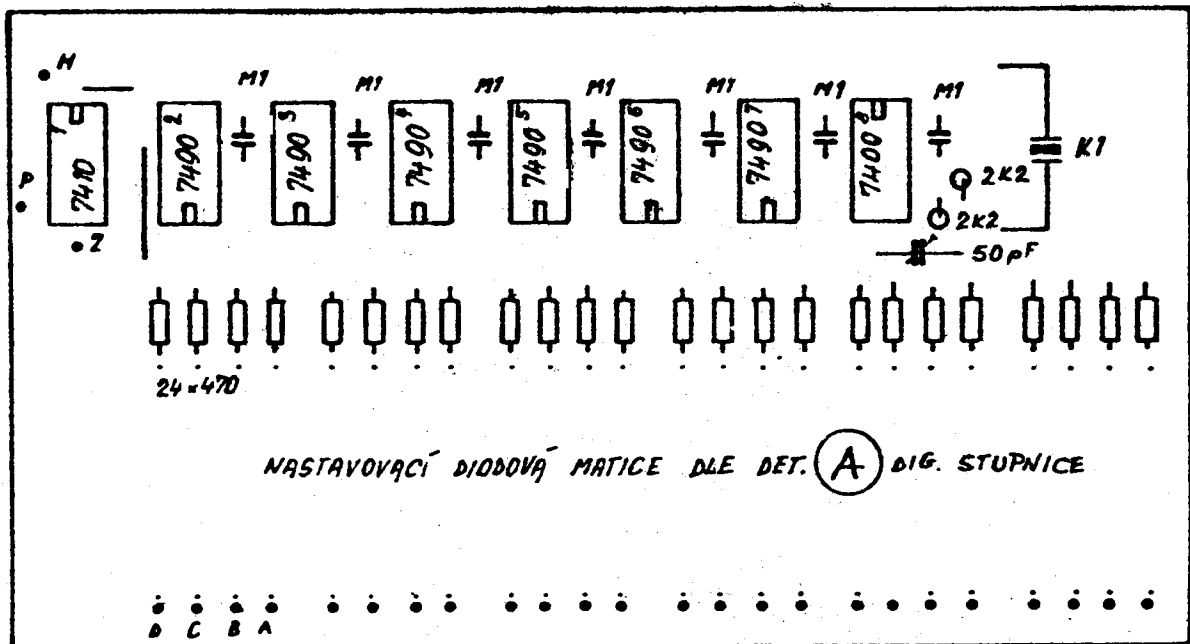 H
M1 M1 M1 M1 M1 M1 M1
1 2 3 4 5 6 7 8
7410 7490 7490 7490 7490 7490 7490 7400
K1
P
2K2
2K2
Z
50pF
24×470
NASTAVOVACÍ DIODOVÁ MATICE DLE DET. A DIG. STUPNICE
D C B A